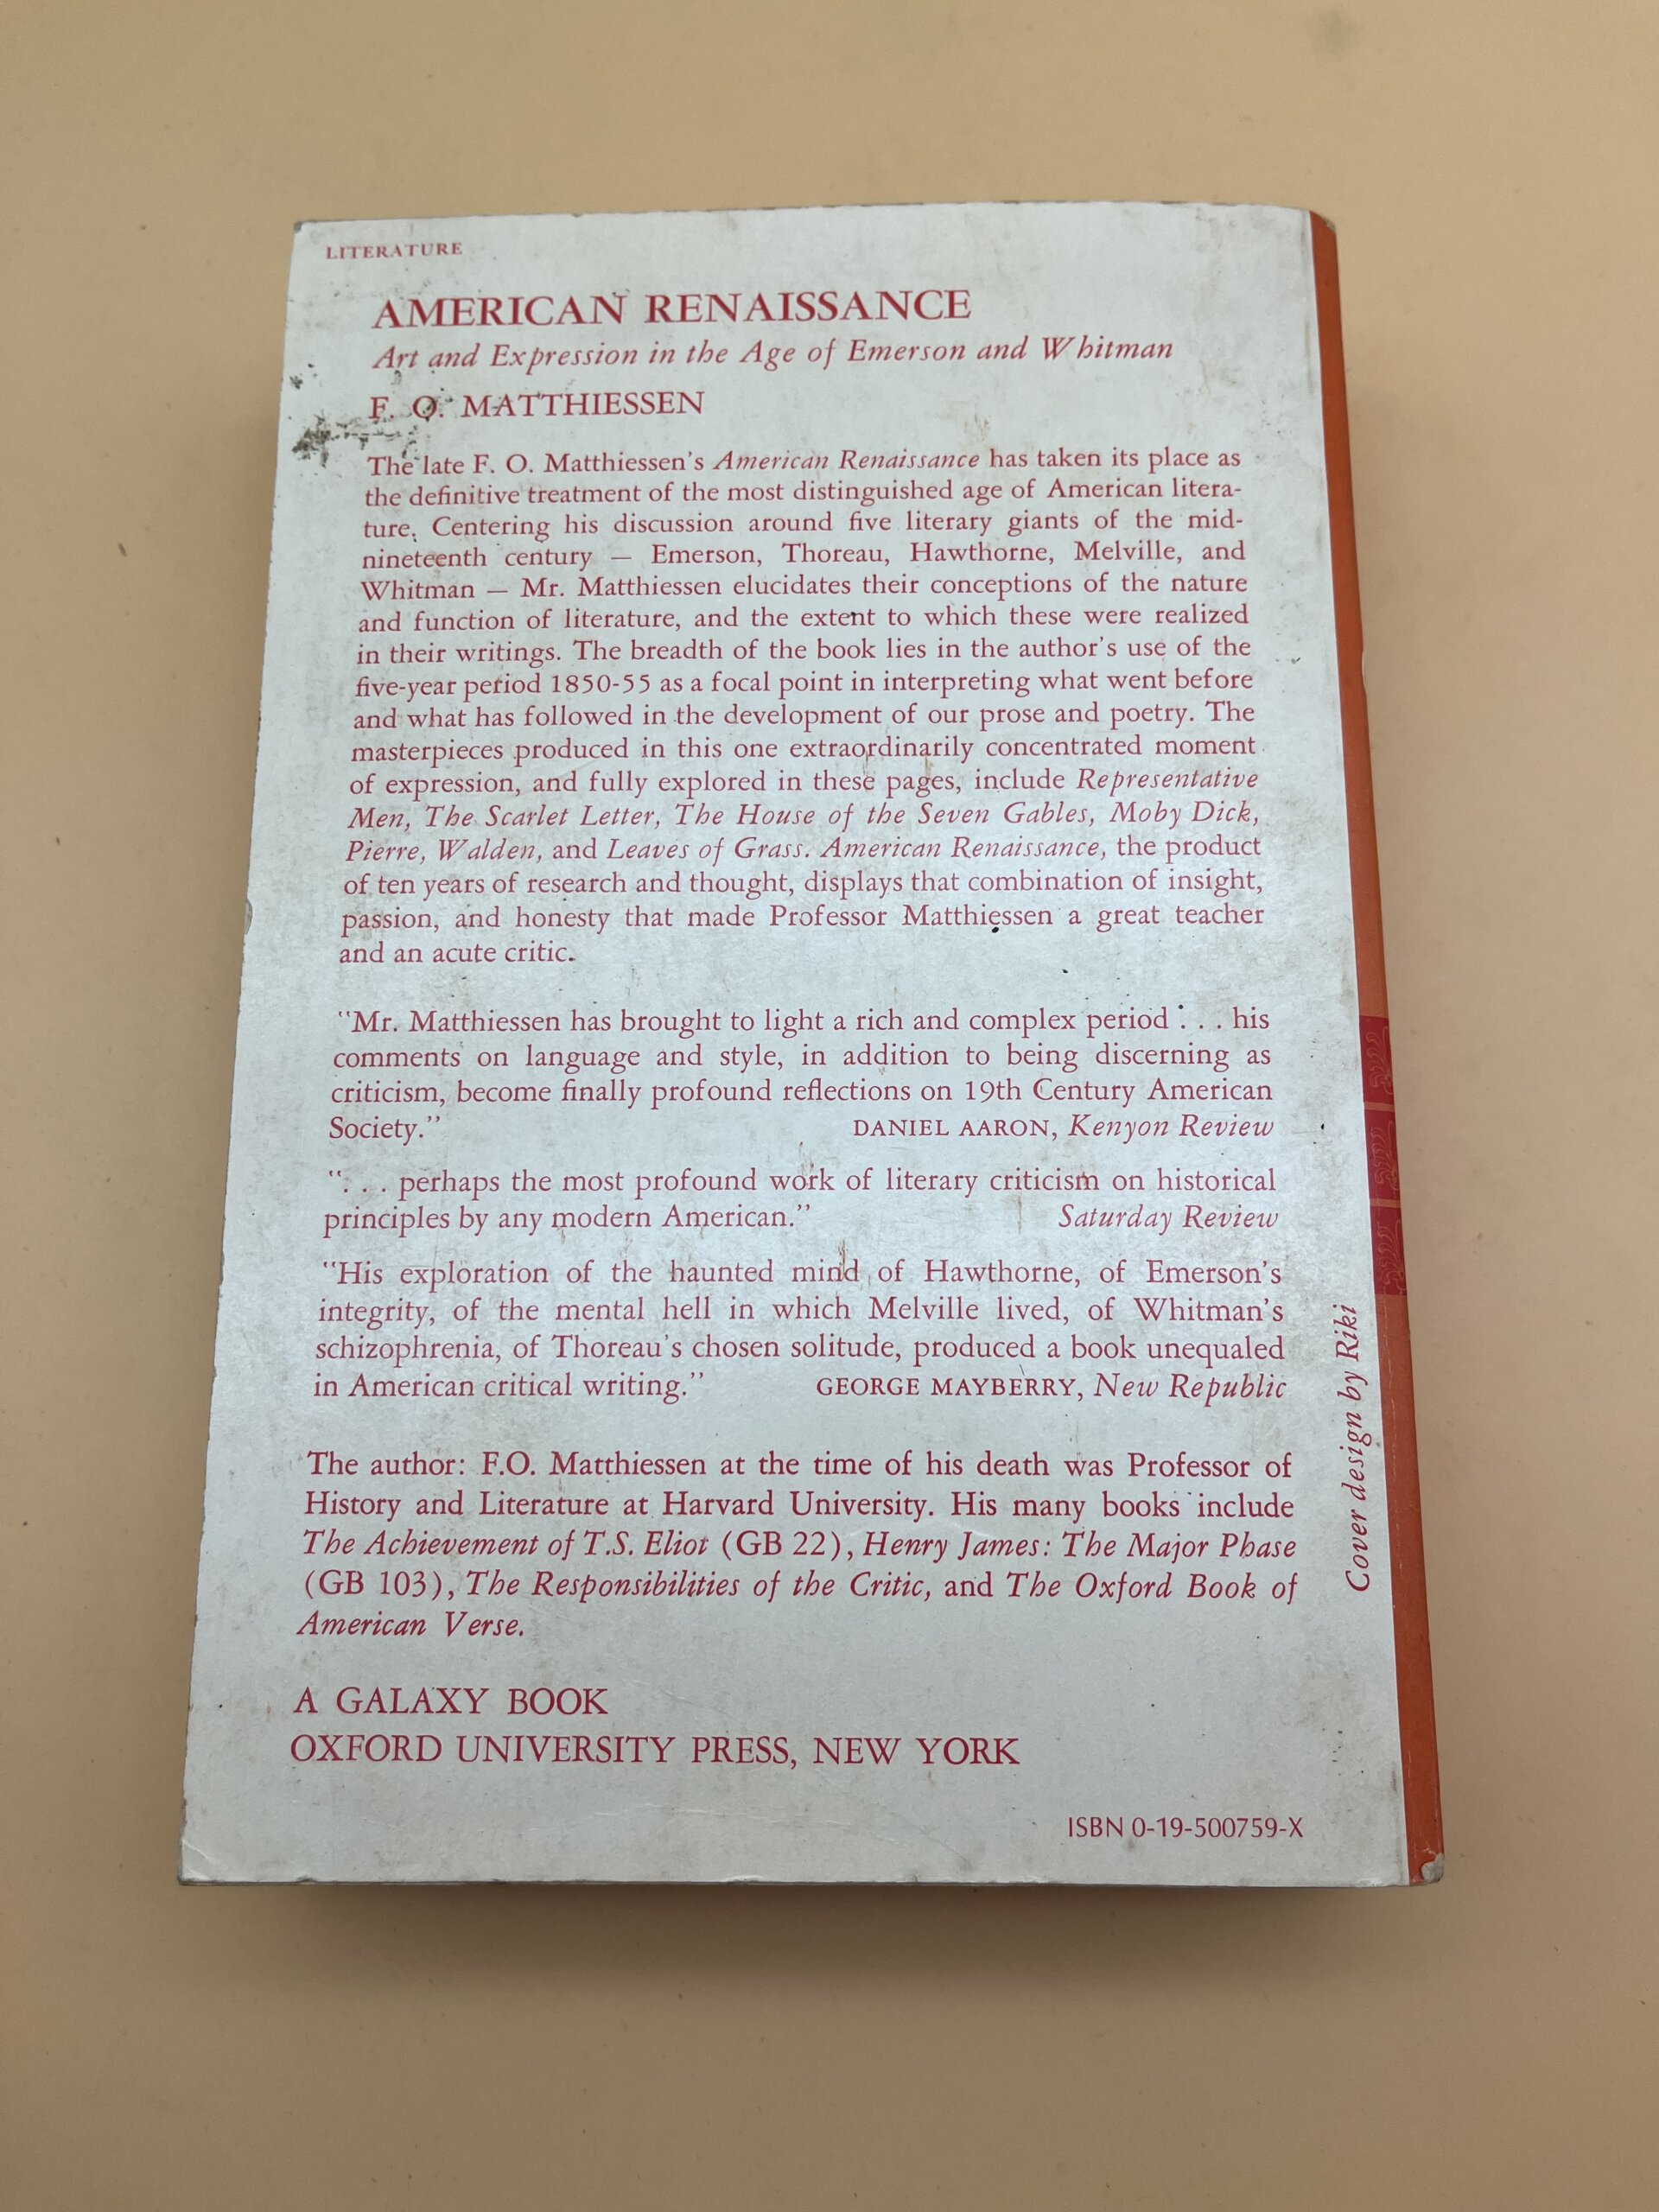 LITERATURE
AMERICAN RENAISSANCE
Art and Expression in the Age of Emerson and Whitman
F. O. MATTHIESSEN
The late F. O. Matthiessen's American Renaissance has taken its place as
the definitive treatment of the most distinguished age of American litera-
ture. Centering his discussion around five literary giants of the mid-
nineteenth century — Emerson, Thoreau, Hawthorne, Melville, and
Whitman — Mr. Matthiessen elucidates their conceptions of the nature
and function of literature, and the extent to which these were realized
in their writings. The breadth of the book lies in the author's use of the
five-year period 1850-55 as a focal point in interpreting what went before
and what has followed in the development of our prose and poetry. The
masterpieces produced in this one extraordinarily concentrated moment
of expression, and fully explored in these pages, include Representative
Men, The Scarlet Letter, The House of the Seven Gables, Moby Dick,
Pierre, Walden, and Leaves of Grass. American Renaissance, the product
of ten years of research and thought, displays that combination of insight,
passion, and honesty that made Professor Matthiessen a great teacher
and an acute critic.
"Mr. Matthiessen has brought to light a rich and complex period . . . his
comments on language and style, in addition to being discerning as
criticism, become finally profound reflections on 19th Century American
Society." DANIEL AARON, Kenyon Review
". . . perhaps the most profound work of literary criticism on historical
principles by any modern American." Saturday Review
"His exploration of the haunted mind of Hawthorne, of Emerson's
integrity, of the mental hell in which Melville lived, of Whitman's
schizophrenia, of Thoreau's chosen solitude, produced a book unequaled
in American critical writing." GEORGE MAYBERRY, New Republic
The author: F.O. Matthiessen at the time of his death was Professor of
History and Literature at Harvard University. His many books include
The Achievement of T.S. Eliot (GB 22), Henry James: The Major Phase
(GB 103), The Responsibilities of the Critic, and The Oxford Book of
American Verse.
A GALAXY BOOK
OXFORD UNIVERSITY PRESS, NEW YORK
ISBN 0-19-500759-X
Cover design by Riki